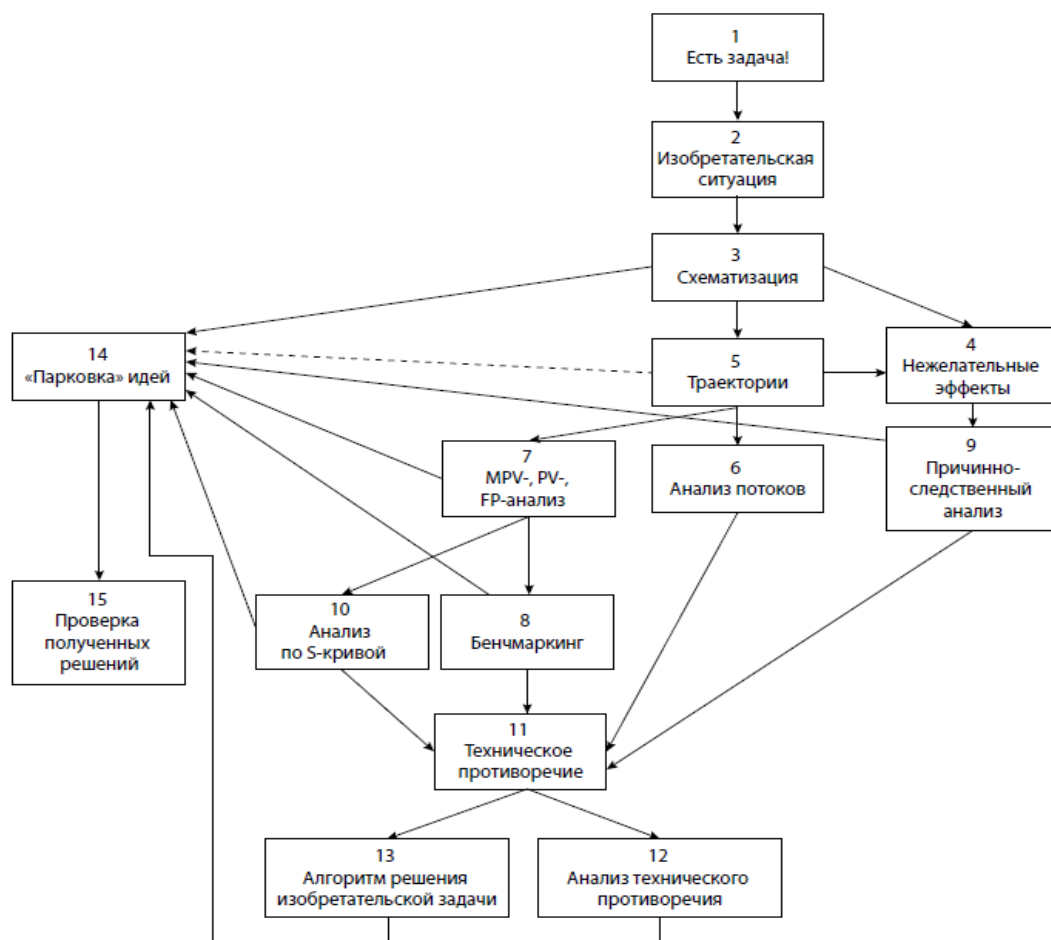 1
Есть задача!
2
Изобретательская
ситуация
3
Схематизация
14
«Парковка» идей
5
Траектории
4
Нежелательные
эффекты
7
MPV-, PV-,
FP-анализ
6
Анализ потоков
9
Причинно-
следственный
анализ
15
Проверка
полученных
решений
10
Анализ
по S-кривой
8
Бенчмаркинг
11
Техническое
противоречие
13
Алгоритм решения
изобретательской задачи
12
Анализ технического
противоречия